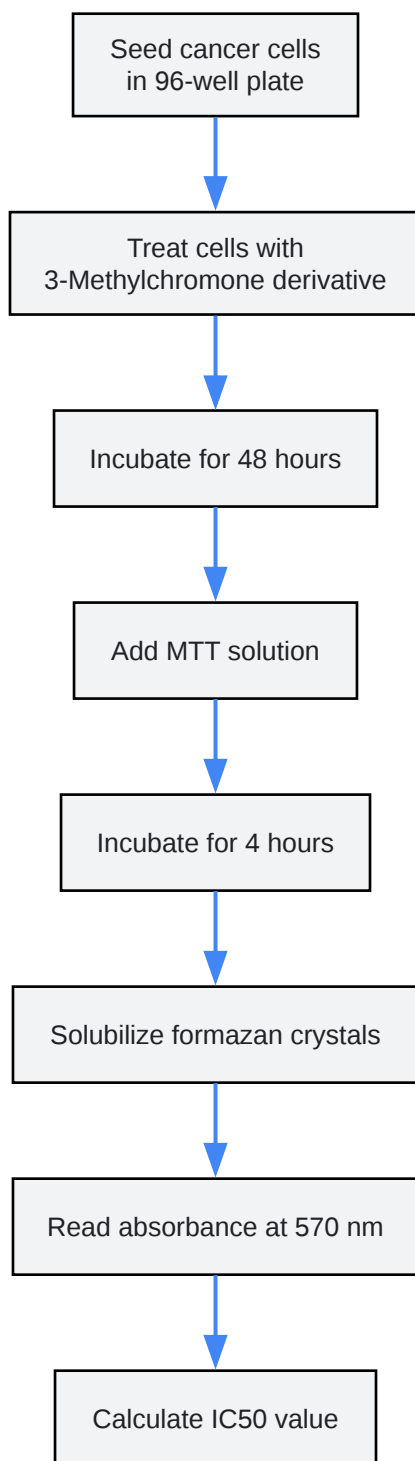 Seed cancer cells
in 96-well plate
Treat cells with
3-Methylchromone derivative
Incubate for 48 hours
Add MTT solution
Incubate for 4 hours
Solubilize formazan crystals
Read absorbance at 570 nm
Calculate IC50 value